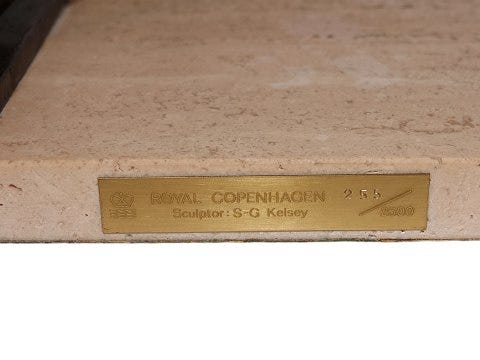 ROYAL COPENHAGEN 255 / 2500
Sculptor: S-G Kelsey